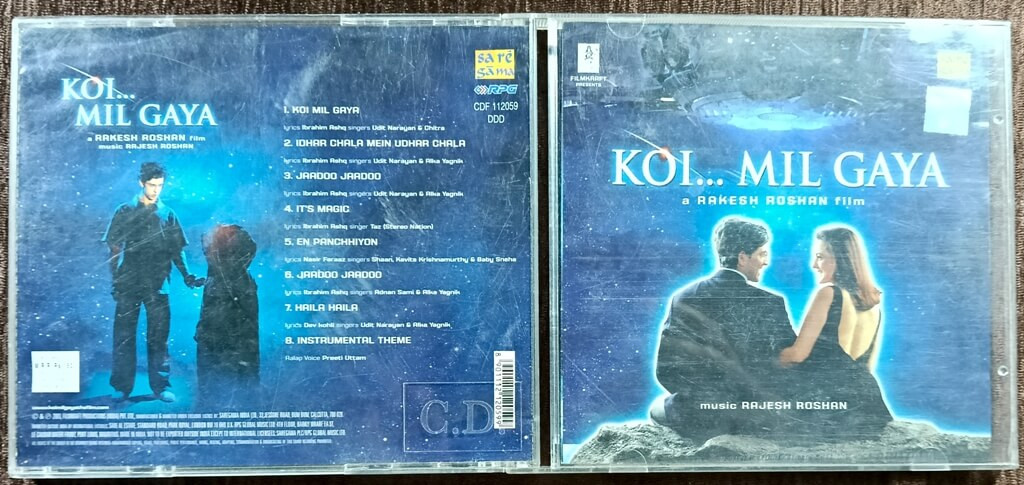 KOI...
MIL GAYA
a RAKESH ROSHAN film
music RAJESH ROSHAN
sa rē
gama
RPG
CDF 112059
DDD
1. KOI MIL GAYA
lyrics Ibrahim Ashq singers Udit Narayan & Chitra
2. IDHAR CHALA MEIN UDHAR CHALA
lyrics Ibrahim Ashq singers Udit Narayan & Alka Yagnik
3. JAADOO JAADOO
lyrics Ibrahim Ashq singers Udit Narayan & Alka Yagnik
4. IT'S MAGIC
lyrics Ibrahim Ashq singer Taz (Stereo Nation)
5. EN PANCHHIYON
lyrics Nasir Faraaz singers Shaan, Kavita Krishnamurthy & Baby Sneha
6. JAADOO JAADOO
lyrics Ibrahim Ashq singers Adnan Sami & Alka Yagnik
7. HAILA HAILA
lyrics Dev Kohli singers Udit Narayan & Alka Yagnik
8. INSTRUMENTAL THEME
Aalap Voice Preeti Uttam
C.D
FILMKRAFT
PRESENTS
KOI... MIL GAYA
a RAKESH ROSHAN film
music RAJESH ROSHAN